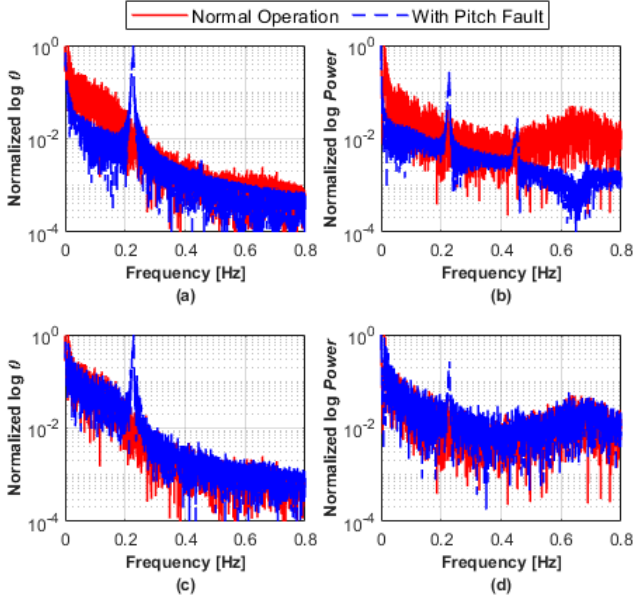 Normal Operation With Pitch Fault
10^0
10^-2
10^-4
Normalized log θ
0 0.2 0.4 0.6 0.8
Frequency [Hz]
(a)
10^0
10^-2
10^-4
Normalized log Power
0 0.2 0.4 0.6 0.8
Frequency [Hz]
(b)
10^0
10^-2
10^-4
Normalized log θ
0 0.2 0.4 0.6 0.8
Frequency [Hz]
(c)
10^0
10^-2
10^-4
Normalized log Power
0 0.2 0.4 0.6 0.8
Frequency [Hz]
(d)